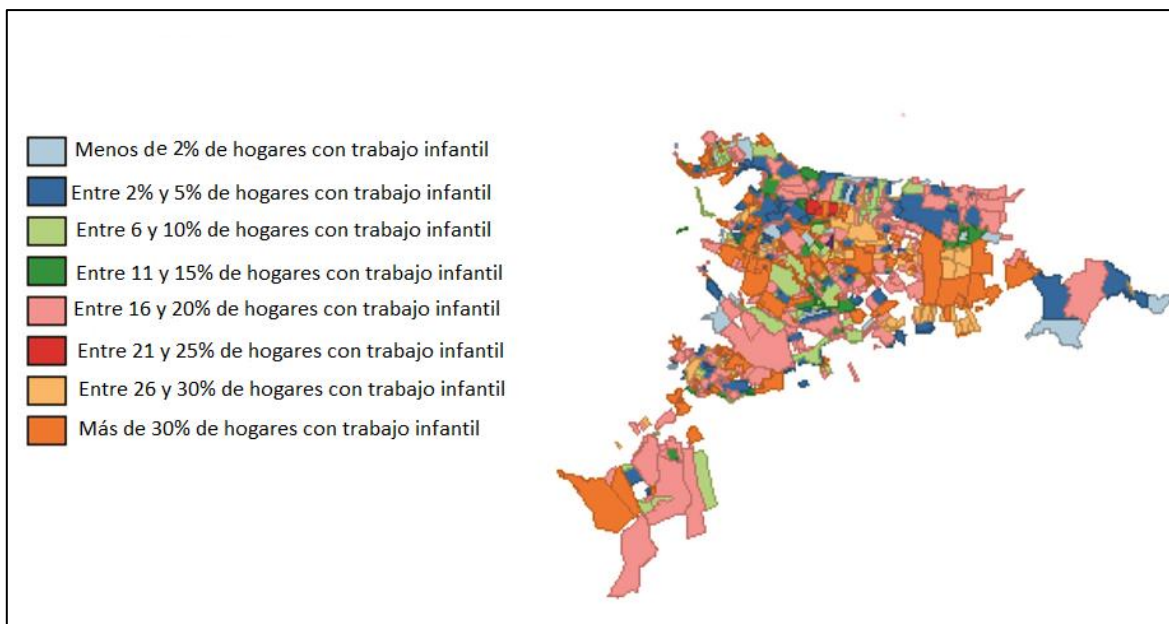 Menos de 2% de hogares con trabajo infantil
Entre 2% y 5% de hogares con trabajo infantil
Entre 6 y 10% de hogares con trabajo infantil
Entre 11 y 15% de hogares con trabajo infantil
Entre 16 y 20% de hogares con trabajo infantil
Entre 21 y 25% de hogares con trabajo infantil
Entre 26 y 30% de hogares con trabajo infantil
Más de 30% de hogares con trabajo infantil